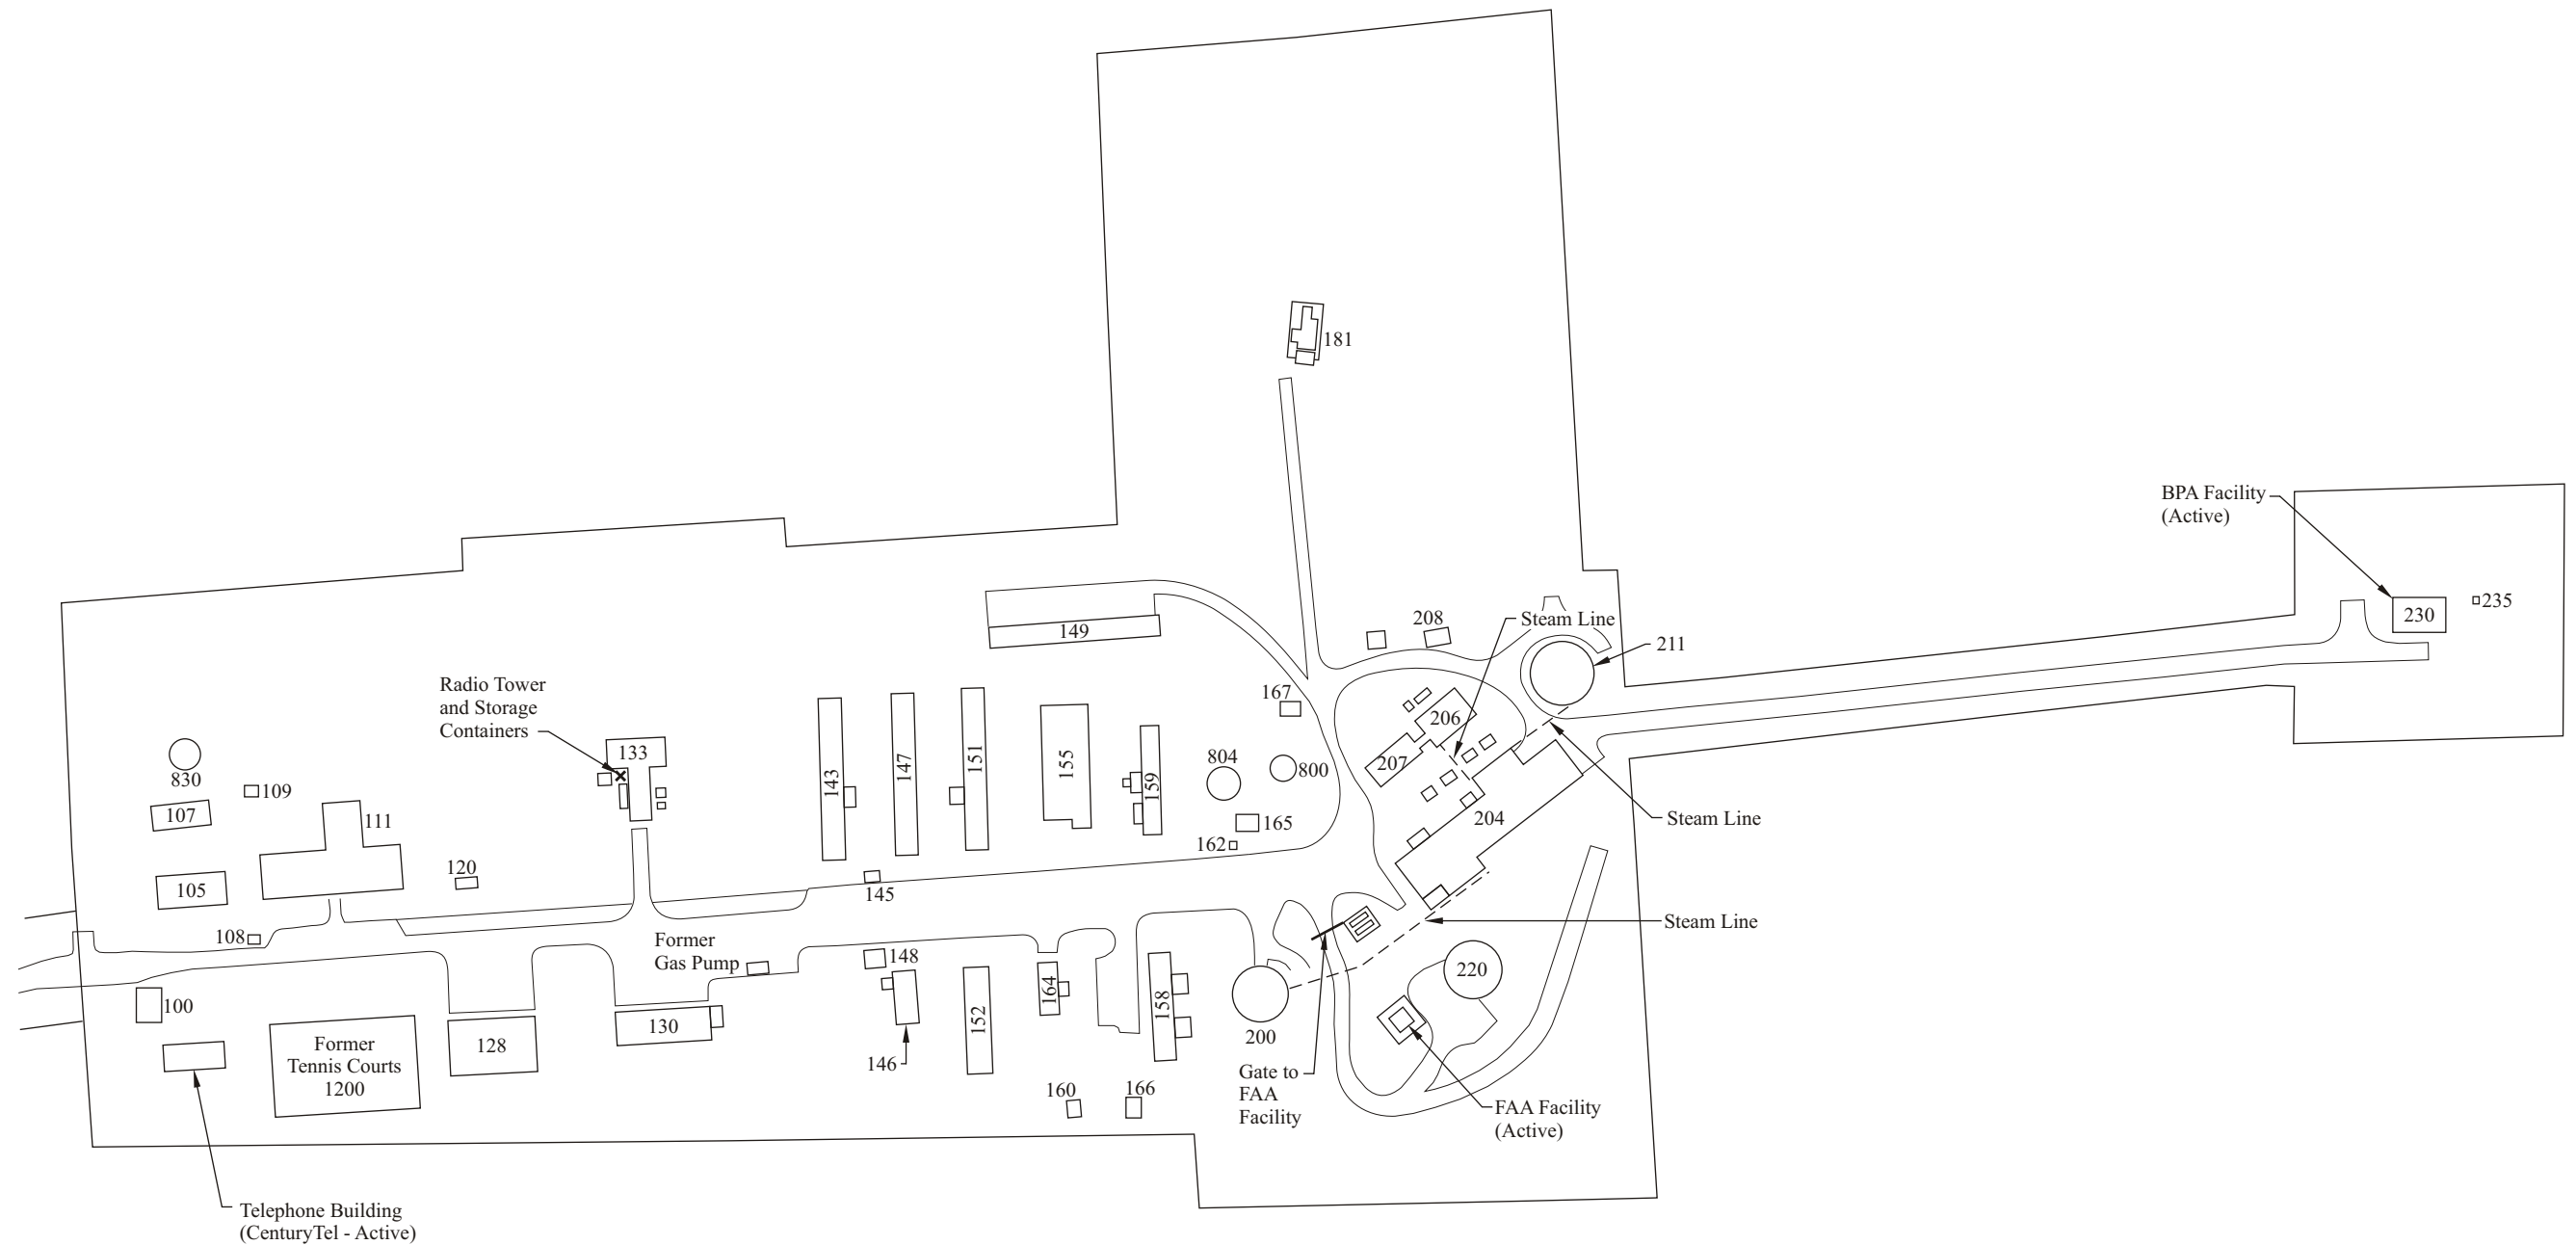 181
BPA Facility
(Active)
230
235
208
Steam Line
149
211
Radio Tower
and Storage
Containers
167
206
133
207
830
109
107
143
147
151
155
159
804
800
111
204
Steam Line
165
162
120
105
145
108
Former
Gas Pump
148
Steam Line
100
164
220
130
152
158
128
200
Former
Tennis Courts
1200
146
Gate to
FAA
Facility
160
166
FAA Facility
(Active)
Telephone Building
(CenturyTel - Active)